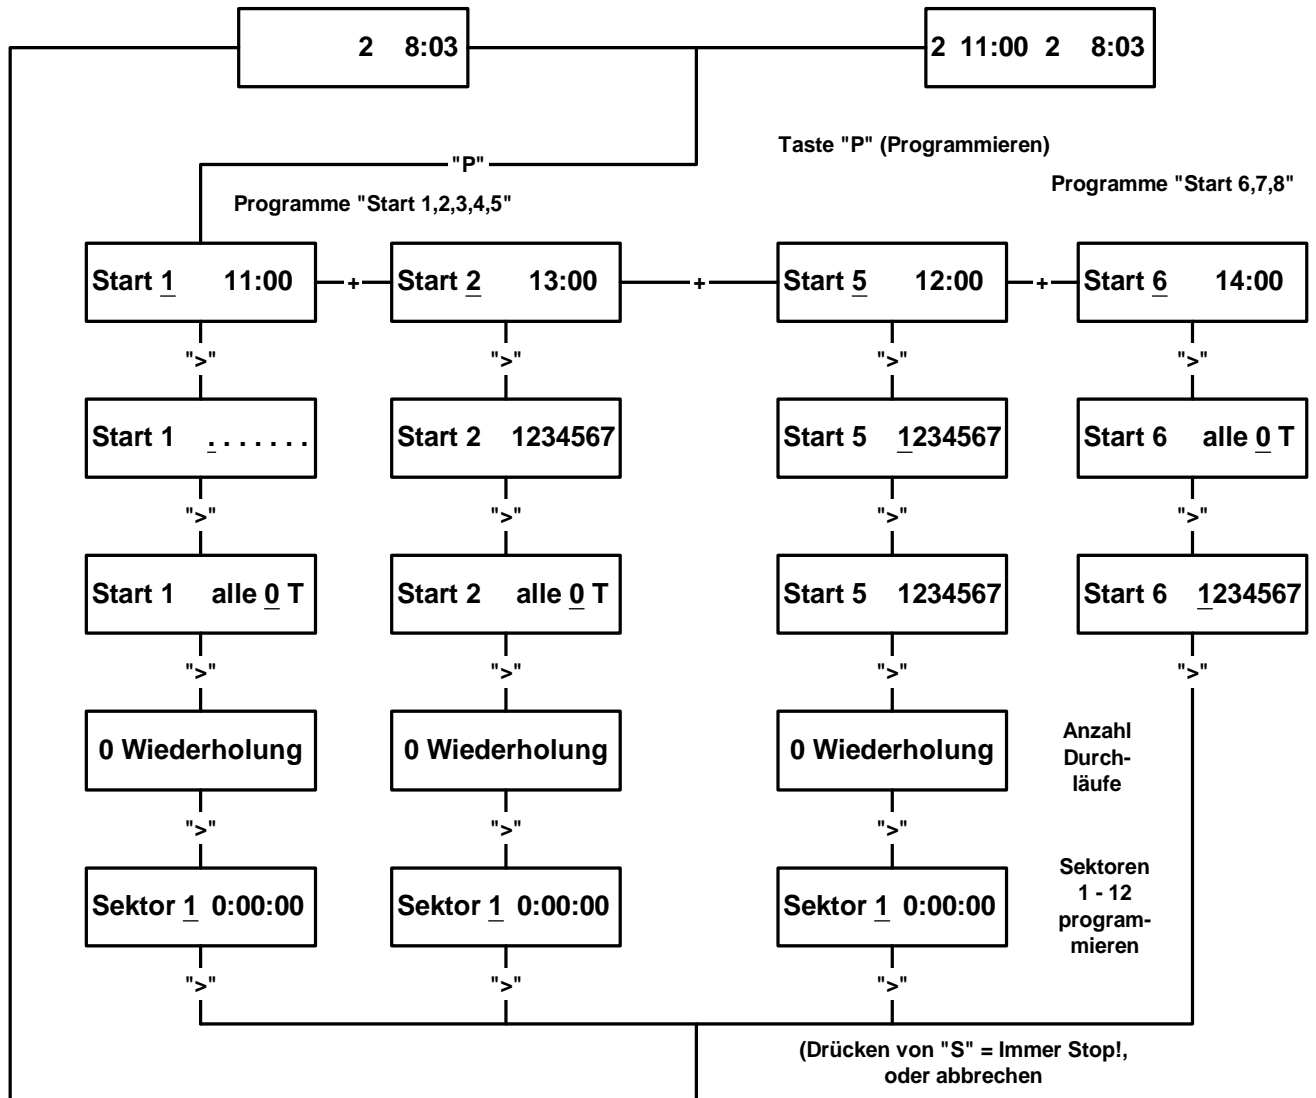 2 8:03
2 11:00 2 8:03
Taste "P" (Programmieren)
"P"
Programme "Start 6,7,8"
Programme "Start 1,2,3,4,5"
Start 1 11:00
+
Start 2 13:00
+
Start 5 12:00
+
Start 6 14:00
">"
">"
">"
">"
Start 1 . . . . . . .
Start 2 1234567
Start 5 1234567
Start 6 alle 0 T
">"
">"
">"
">"
Start 1 alle 0 T
Start 2 alle 0 T
Start 5 1234567
Start 6 1234567
">"
">"
">"
">"
0 Wiederholung
0 Wiederholung
0 Wiederholung
Anzahl
Durch-
läufe
">"
">"
">"
Sektor 1 0:00:00
Sektor 1 0:00:00
Sektor 1 0:00:00
Sektoren
1 - 12
program-
mieren
">"
">"
">"
(Drücken von "S" = Immer Stop!,
oder abbrechen